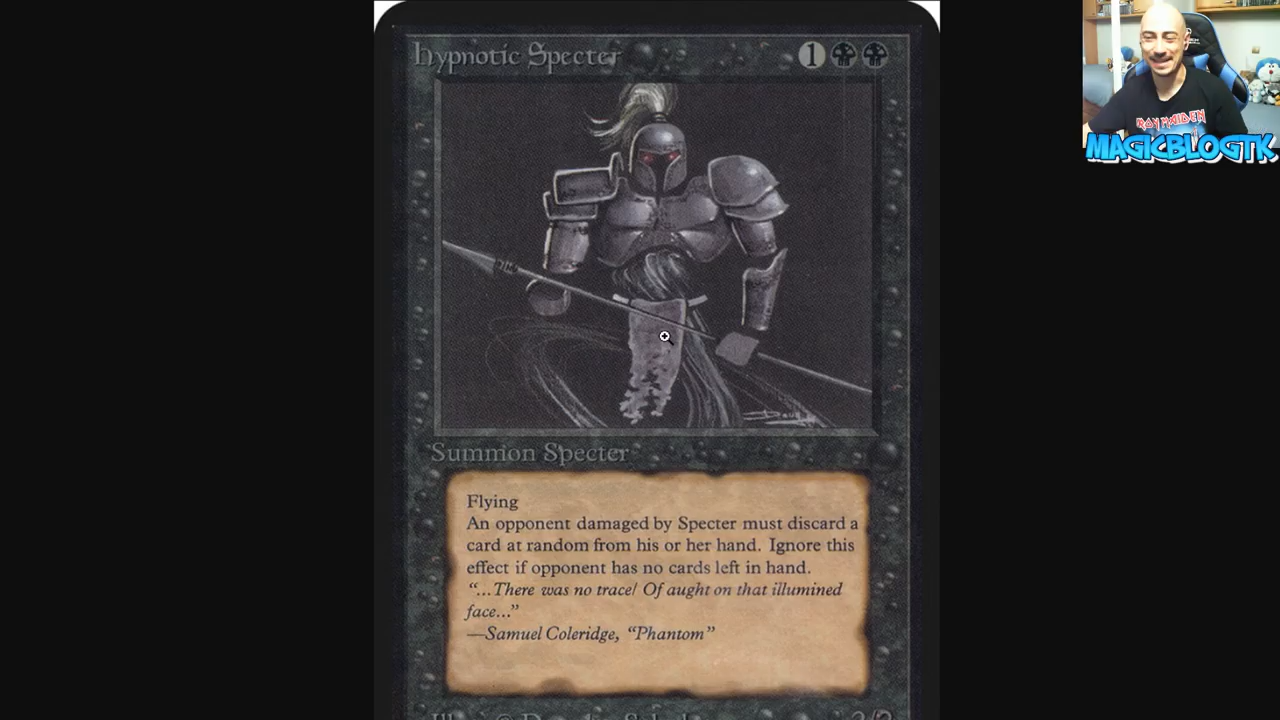 Hypnotic Specter
1
Summon Specter
Flying
An opponent damaged by Specter must discard a
card at random from his or her hand. Ignore this
effect if opponent has no cards left in hand.
“...There was no trace/ Of aught on that illumined
face...”
—Samuel Coleridge, “Phantom”
IRON MAIDEN
MAGICBLOGTK